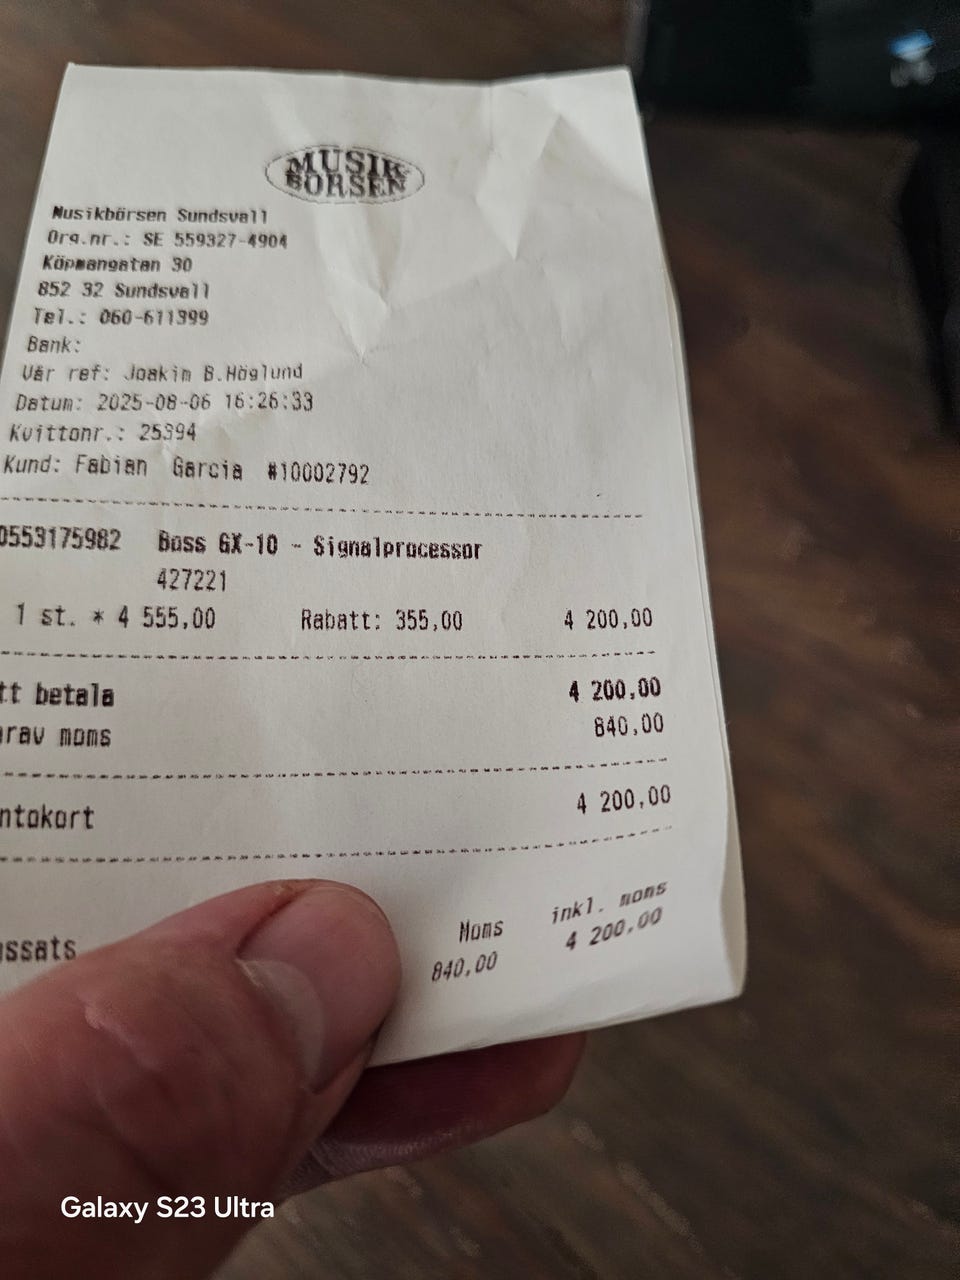 MUSIK
BÖRSEN
Musikbörsen Sundsvall
Org.nr.: SE 559327-4904
Köpmangatan 30
852 32 Sundsvall
Tel.: 060-611399
Bank:
Vår ref: Joakim B.Höglund
Datum: 2025-08-06 16:26:33
Kvittonr.: 25394
Kund: Fabian Garcia #10002792
0553175982 Boss GX-10 - Signalprocessor
427221
1 st. * 4 555,00 Rabatt: 355,00 4 200,00
tt betala 4 200,00
rav moms 840,00
ntokort 4 200,00
ssats Moms inkl. moms
840,00 4 200,00
Galaxy S23 Ultra